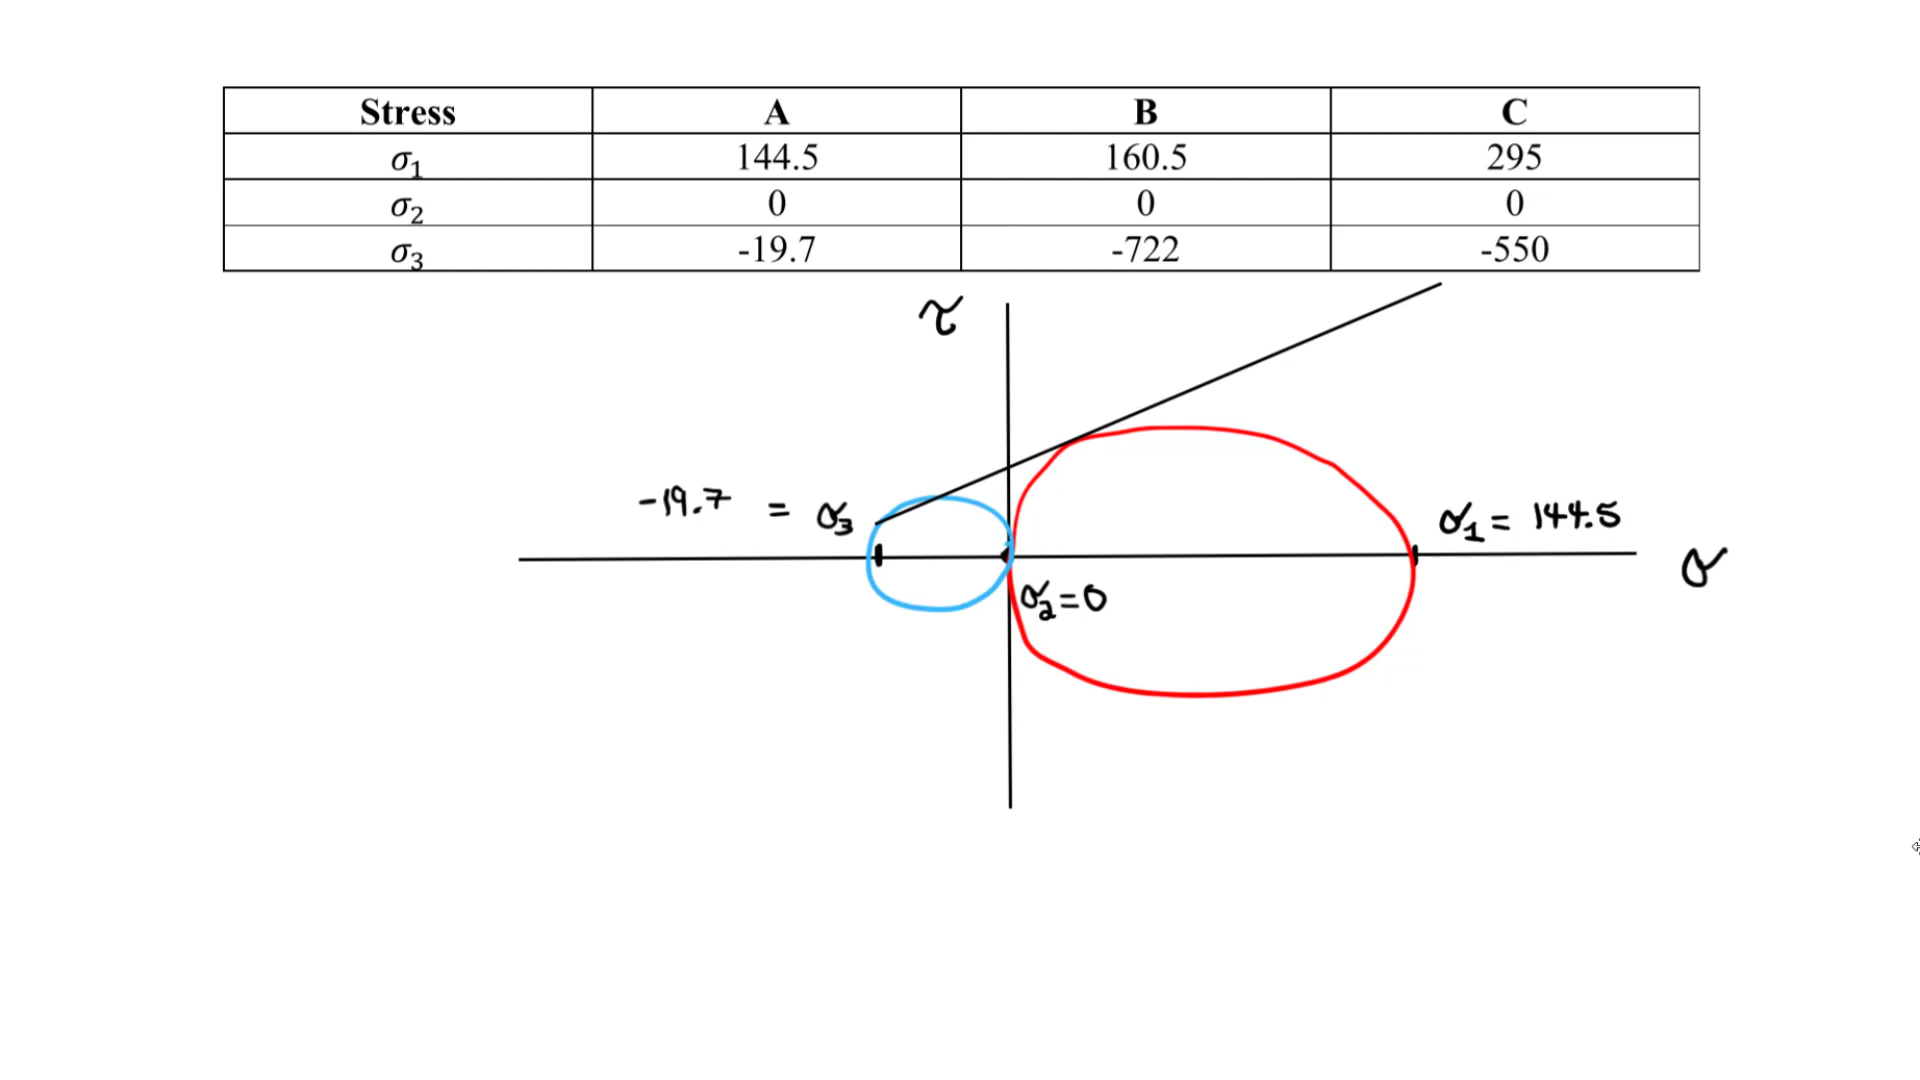 Stress A B C
σ1 144.5 160.5 295
σ2 0 0 0
σ3 -19.7 -722 -550
τ
-19.7 = σ3
σ1 = 144.5
σ
σ2=0